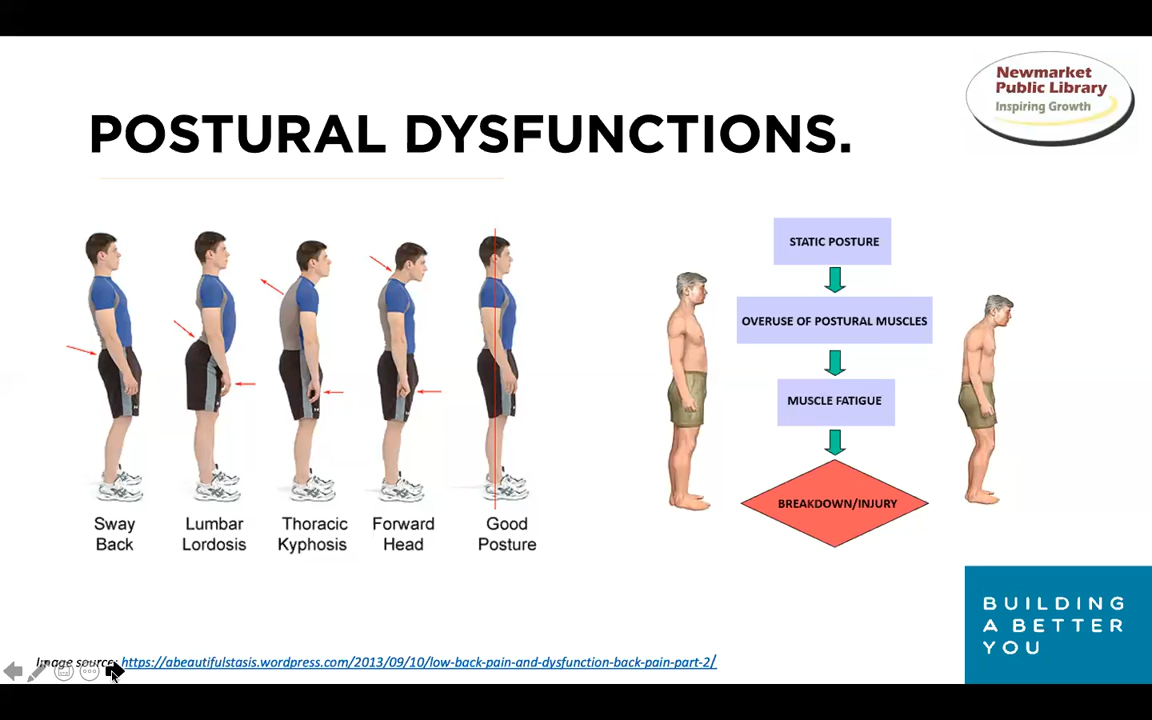 Newmarket
Public Library
Inspiring Growth
POSTURAL DYSFUNCTIONS.
Sway
Back
Lumbar
Lordosis
Thoracic
Kyphosis
Forward
Head
Good
Posture
STATIC POSTURE
OVERUSE OF POSTURAL MUSCLES
MUSCLE FATIGUE
BREAKDOWN/INJURY
BUILDING
A BETTER
YOU
Image source: https://abeautifulstasis.wordpress.com/2013/09/10/low-back-pain-and-dysfunction-back-pain-part-2/